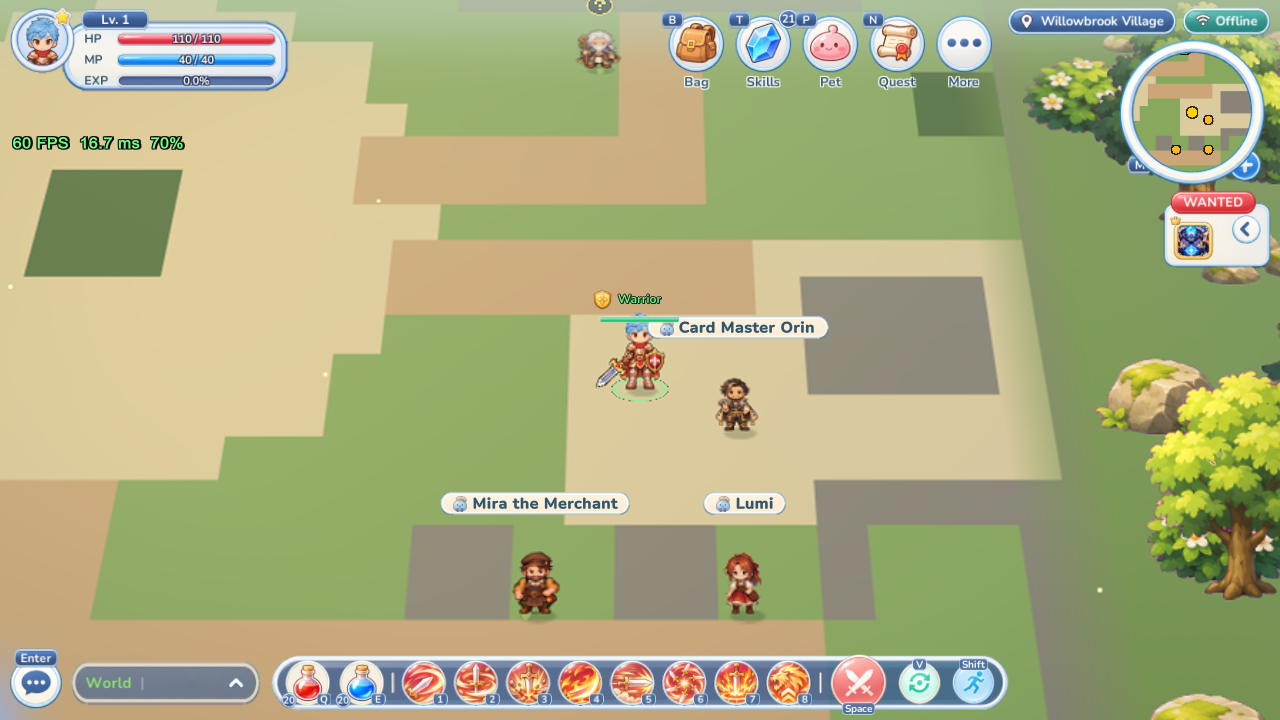 Lv. 1
HP 110 / 110
MP 40 / 40
EXP 0.0%
60 FPS 16.7 ms 70%
B T 21 P N
Bag Skills Pet Quest More
Willowbrook Village
Offline
M
WANTED
Warrior
Card Master Orin
Mira the Merchant
Lumi
Enter
World
20 Q 20 E 1 2 3 4 5 6 7 8
Space
V
Shift